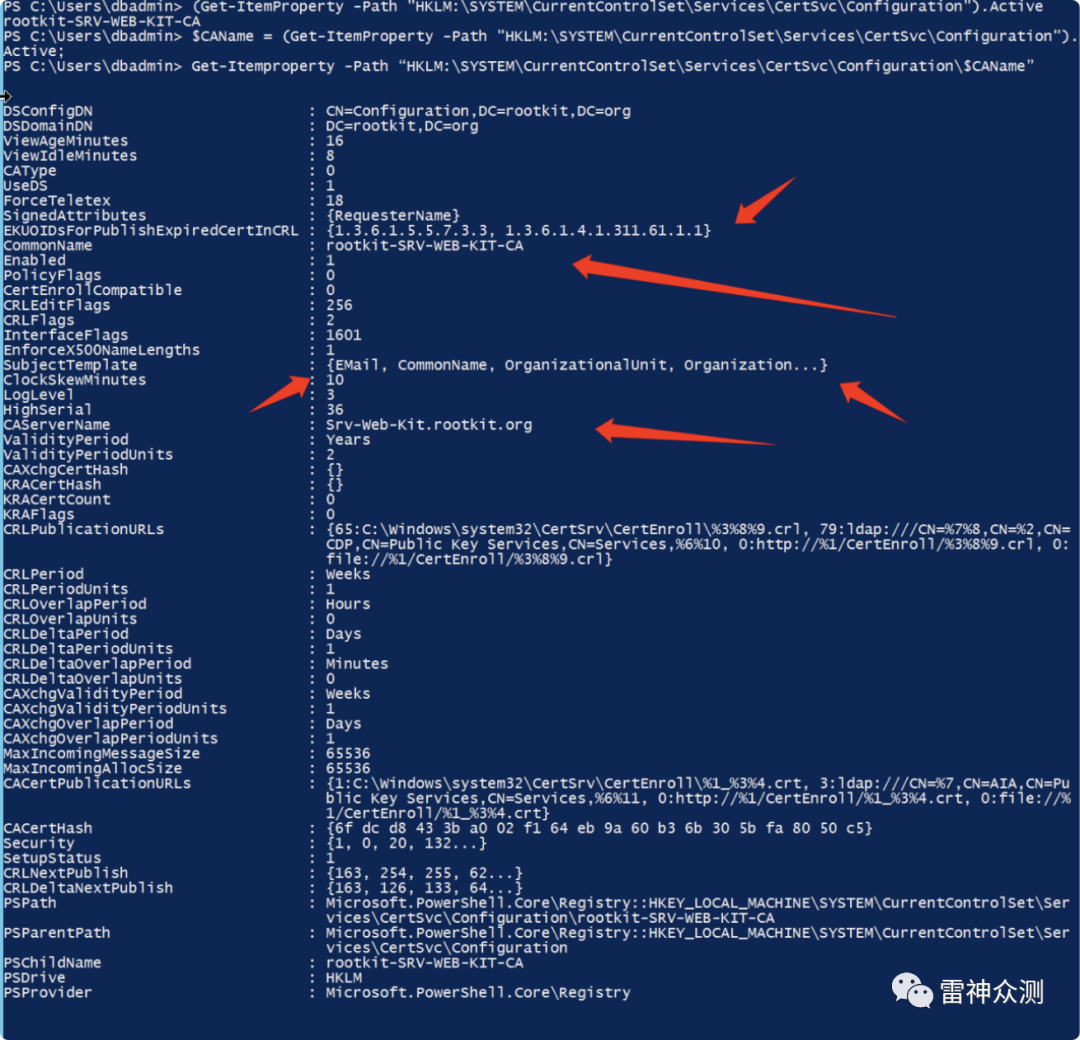 PS C:\Users\dbadmin> (Get-ItemProperty -Path "HKLM:\SYSTEM\CurrentControlSet\Services\CertSvc\Configuration").Active
rootkit-SRV-WEB-KIT-CA
PS C:\Users\dbadmin> $CAName = (Get-ItemProperty -Path "HKLM:\SYSTEM\CurrentControlSet\Services\CertSvc\Configuration").
Active;
PS C:\Users\dbadmin> Get-Itemproperty -Path “HKLM:\SYSTEM\CurrentControlSet\Services\CertSvc\Configuration\$CAName”
DSConfigDN : CN=Configuration,DC=rootkit,DC=org
DSDomainDN : DC=rootkit,DC=org
ViewAgeMinutes : 16
ViewIdleMinutes : 8
CAType : 0
UseDS : 1
ForceTeletex : 18
SignedAttributes : {RequesterName}
EKUOIDsForPublishExpiredCertInCRL : {1.3.6.1.5.5.7.3.3, 1.3.6.1.4.1.311.61.1.1}
CommonName : rootkit-SRV-WEB-KIT-CA
Enabled : 1
PolicyFlags : 0
CertEnrollCompatible : 0
CRLEditFlags : 256
CRLFlags : 2
InterfaceFlags : 1601
EnforceX500NameLengths : 1
SubjectTemplate : {EMail, CommonName, OrganizationalUnit, Organization...}
ClockSkewMinutes : 10
LogLevel : 3
HighSerial : 36
CAServerName : Srv-Web-Kit.rootkit.org
ValidityPeriod : Years
ValidityPeriodUnits : 2
CAXchgCertHash : {}
KRACertHash : {}
KRACertCount : 0
KRAFlags : 0
CRLPublicationURLs : {65:C:\Windows\system32\CertSrv\CertEnroll\%3%8%9.crl, 79:ldap:///CN=%7%8,CN=%2,CN=
CDP,CN=Public Key Services,CN=Services,%6%10, 0:http://%1/CertEnroll/%3%8%9.crl, 0:
file://%1/CertEnroll/%3%8%9.crl}
CRLPeriod : Weeks
CRLPeriodUnits : 1
CRLOverlapPeriod : Hours
CRLOverlapUnits : 0
CRLDeltaPeriod : Days
CRLDeltaPeriodUnits : 1
CRLDeltaOverlapPeriod : Minutes
CRLDeltaOverlapUnits : 0
CAXchgValidityPeriod : Weeks
CAXchgValidityPeriodUnits : 1
CAXchgOverlapPeriod : Days
CAXchgOverlapPeriodUnits : 1
MaxIncomingMessageSize : 65536
MaxIncomingAllocSize : 65536
CACertPublicationURLs : {1:C:\Windows\system32\CertSrv\CertEnroll\%1_%3%4.crt, 3:ldap:///CN=%7,CN=AIA,CN=Pu
blic Key Services,CN=Services,%6%11, 0:http://%1/CertEnroll/%1_%3%4.crt, 0:file://%
1/CertEnroll/%1_%3%4.crt}
CACertHash : {6f dc d8 43 3b a0 02 f1 64 eb 9a 60 b3 6b 30 5b fa 80 50 c5}
Security : {1, 0, 20, 132...}
SetupStatus : 1
CRLNextPublish : {163, 254, 255, 62...}
CRLDeltaNextPublish : {163, 126, 133, 64...}
PSPath : Microsoft.PowerShell.Core\Registry::HKEY_LOCAL_MACHINE\SYSTEM\CurrentControlSet\Ser
vices\CertSvc\Configuration\rootkit-SRV-WEB-KIT-CA
PSParentPath : Microsoft.PowerShell.Core\Registry::HKEY_LOCAL_MACHINE\SYSTEM\CurrentControlSet\Ser
vices\CertSvc\Configuration
PSChildName : rootkit-SRV-WEB-KIT-CA
PSDrive : HKLM
PSProvider : Microsoft.PowerShell.Core\Registry
雷神众测